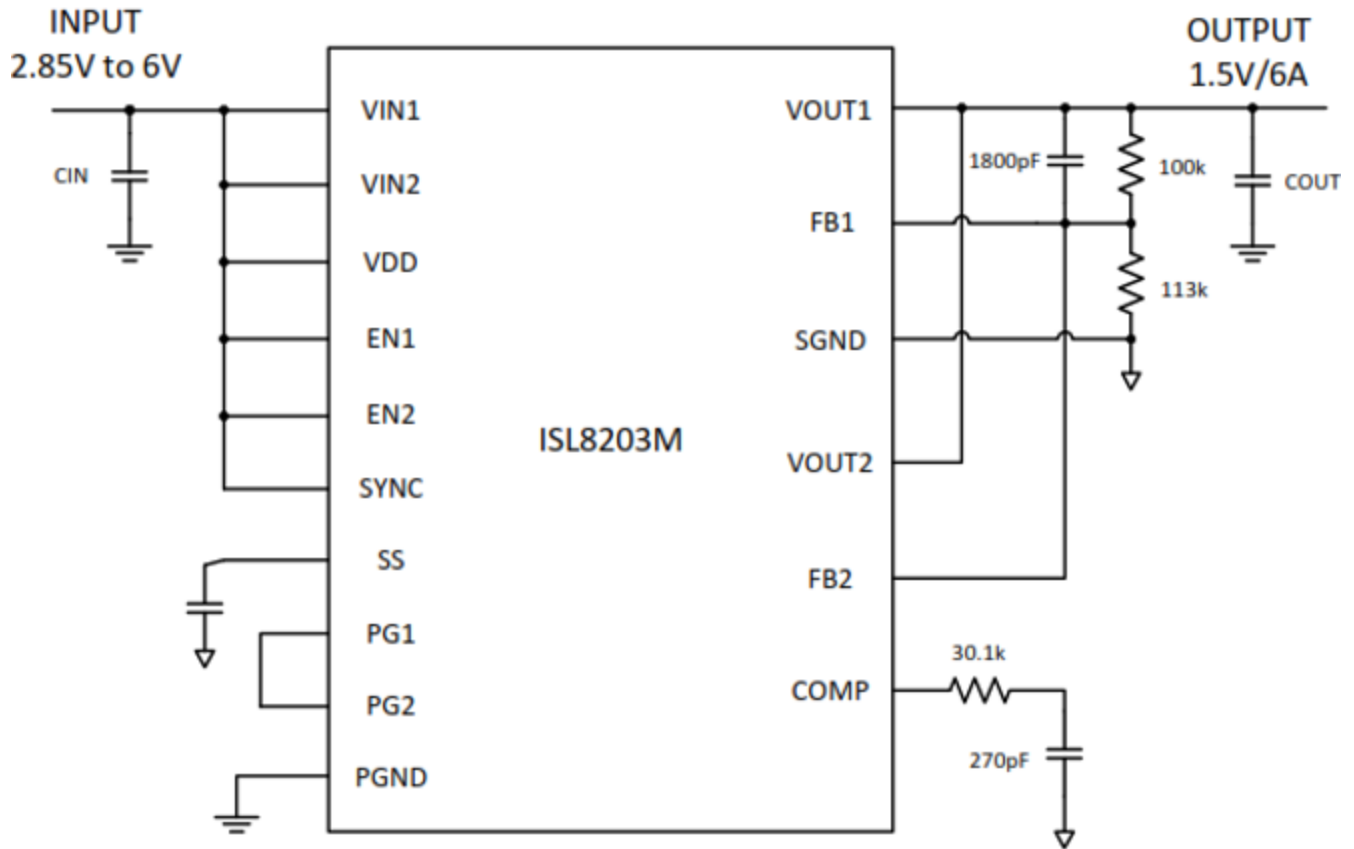 INPUT
2.85V to 6V
OUTPUT
1.5V/6A
CIN
VIN1
VIN2
VDD
EN1
EN2
SYNC
SS
PG1
PG2
PGND
ISL8203M
VOUT1
FB1
SGND
VOUT2
FB2
COMP
1800pF
100k
COUT
113k
30.1k
270pF